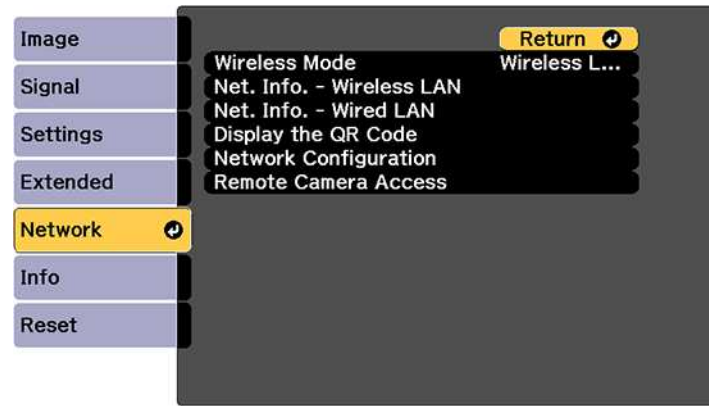 Image
Signal
Settings
Extended
Network
Info
Reset
Return
Wireless Mode Wireless L...
Net. Info. - Wireless LAN
Net. Info. - Wired LAN
Display the QR Code
Network Configuration
Remote Camera Access